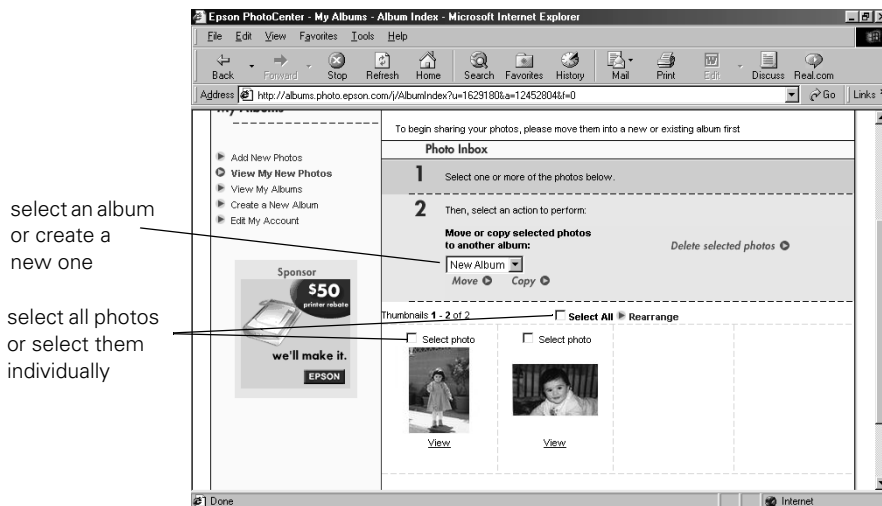 Epson PhotoCenter - My Albums - Album Index - Microsoft Internet Explorer
File Edit View Favorites Tools Help
Back Forward Stop Refresh Home Search Favorites History Mail Print Edit Discuss Real.com
Address http://albums.photo.epson.com/j/AlbumIndex?u=1629180&a=12452804&f=0 Go Links
My Albums
To begin sharing your photos, please move them into a new or existing album first
Photo Inbox
Add New Photos
View My New Photos
View My Albums
Create a New Album
Edit My Account
1 Select one or more of the photos below.
2 Then, select an action to perform:
Move or copy selected photos
to another album:
New Album
Move Copy
Delete selected photos
select an album
or create a
new one
Sponsor
$50
printer rebate
we'll make it.
EPSON
select all photos
or select them
individually
Thumbnails 1 - 2 of 2 Select All Rearrange
Select photo Select photo
View View
Done Internet